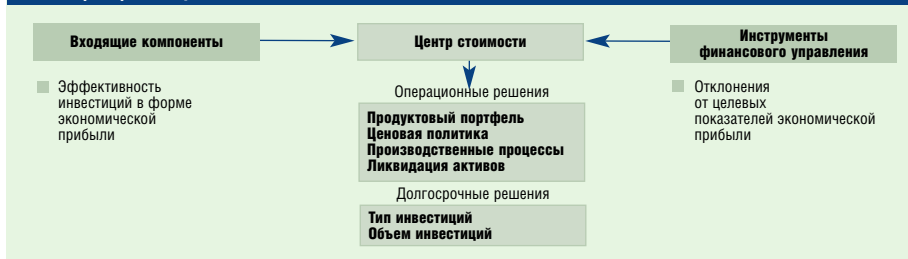 Входящие компоненты
Центр стоимости
Инструменты
финансового управления
Эффективность
инвестиций в форме
экономической
прибыли
Операционные решения
Продуктовый портфель
Ценовая политика
Производственные процессы
Ликвидация активов
Долгосрочные решения
Тип инвестиций
Объем инвестиций
Отклонения
от целевых
показателей экономической
прибыли